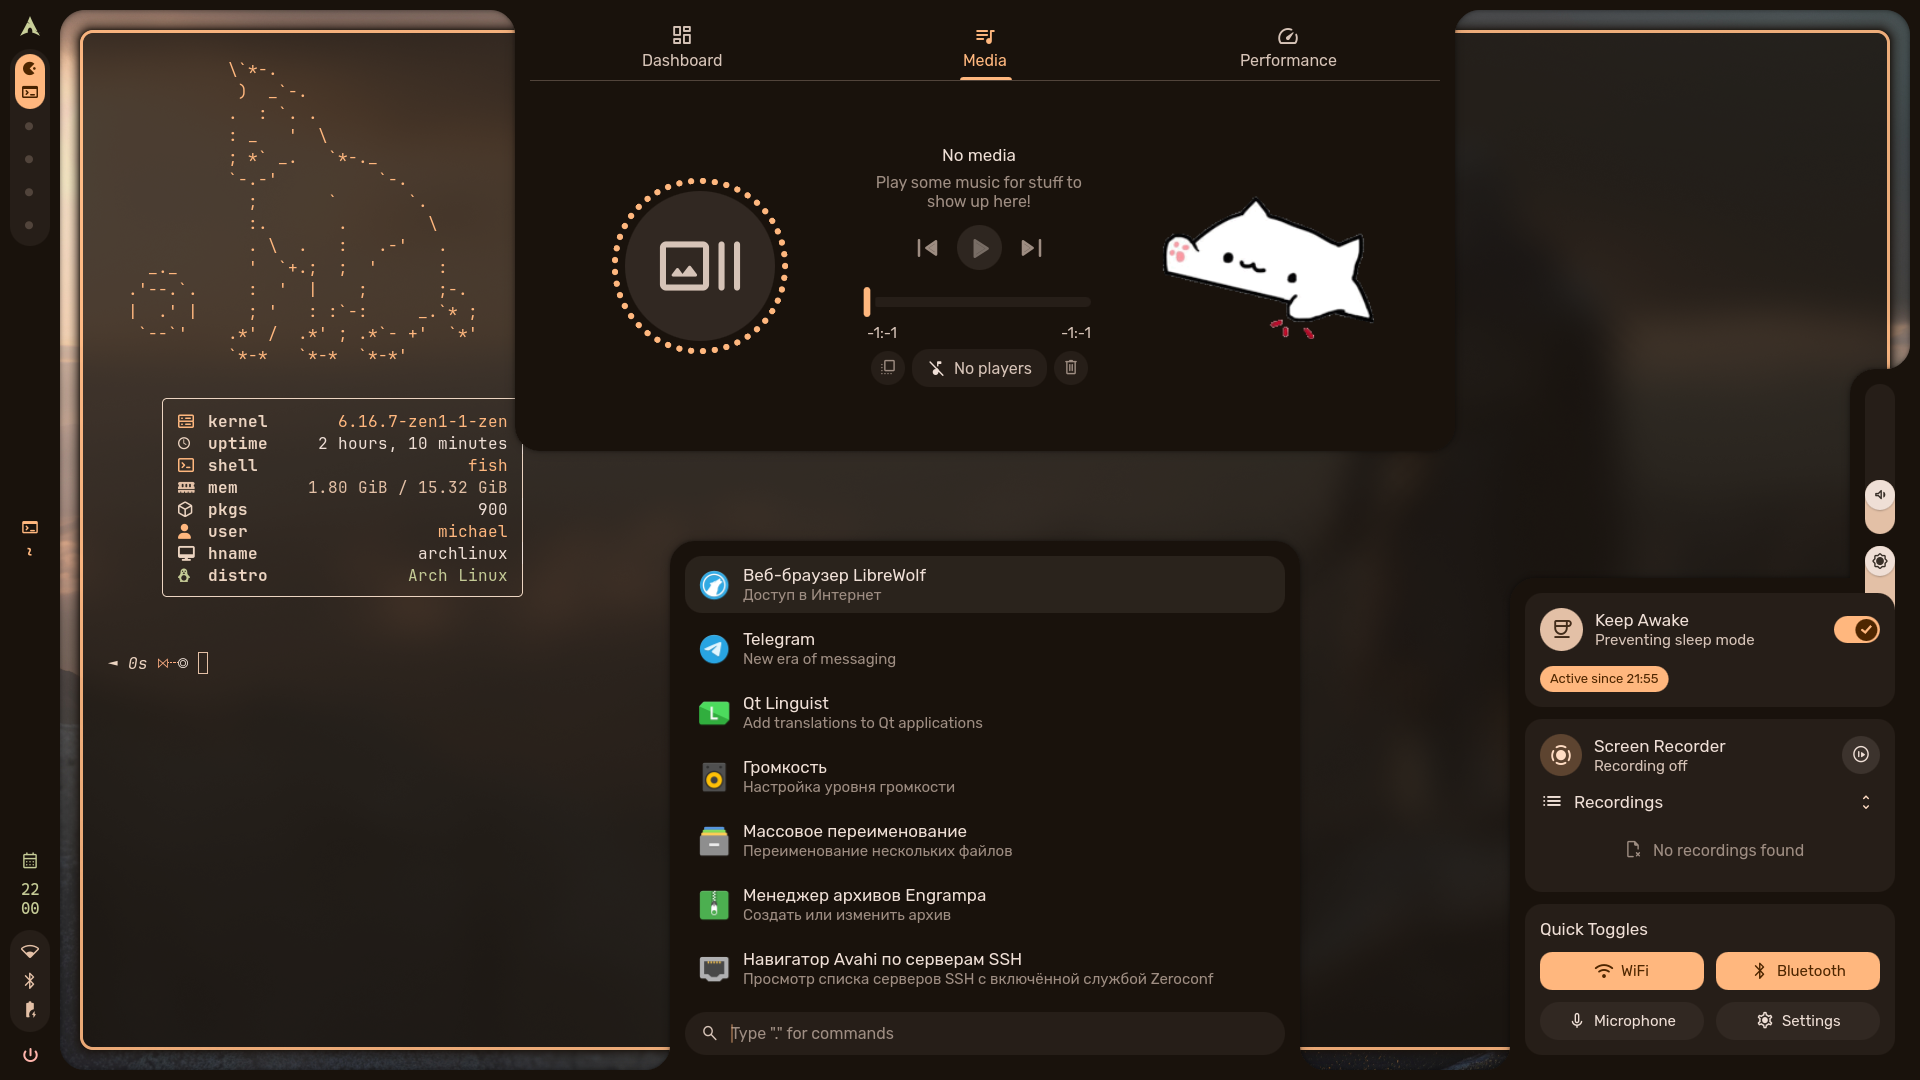 Dashboard
Media
Performance
No media
Play some music for stuff to
show up here!
-1:-1
-1:-1
No players
kernel 6.16.7-zen1-1-zen
uptime 2 hours, 10 minutes
shell fish
mem 1.80 GiB / 15.32 GiB
pkgs 900
user michael
hname archlinux
distro Arch Linux
0s
Веб-браузер LibreWolf
Доступ в Интернет
Telegram
New era of messaging
Qt Linguist
Add translations to Qt applications
Громкость
Настройка уровня громкости
Массовое переименование
Переименование нескольких файлов
Менеджер архивов Engrampa
Создать или изменить архив
Навигатор Avahi по серверам SSH
Просмотр списка серверов SSH с включённой службой Zeroconf
Type "." for commands
Keep Awake
Preventing sleep mode
Active since 21:55
Screen Recorder
Recording off
Recordings
No recordings found
Quick Toggles
WiFi
Bluetooth
Microphone
Settings
~
22
00